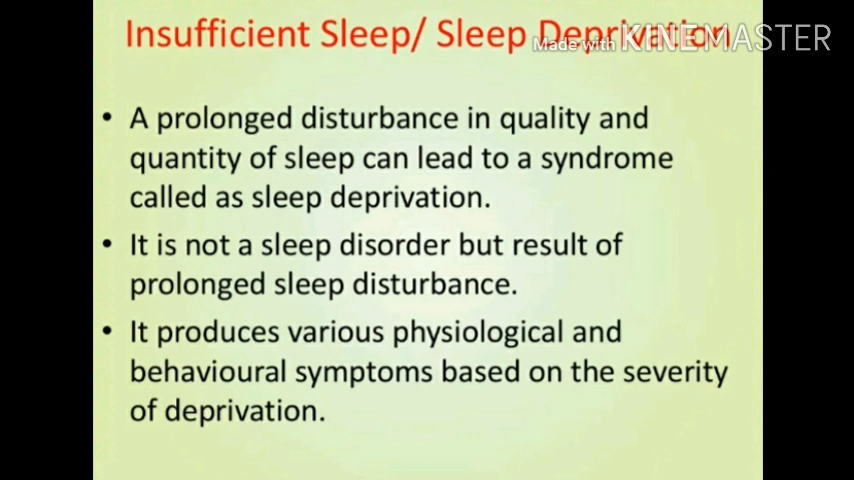 Insufficient Sleep/ Sleep Deprivation
Made with KINEMASTER
• A prolonged disturbance in quality and
quantity of sleep can lead to a syndrome
called as sleep deprivation.
• It is not a sleep disorder but result of
prolonged sleep disturbance.
• It produces various physiological and
behavioural symptoms based on the severity
of deprivation.